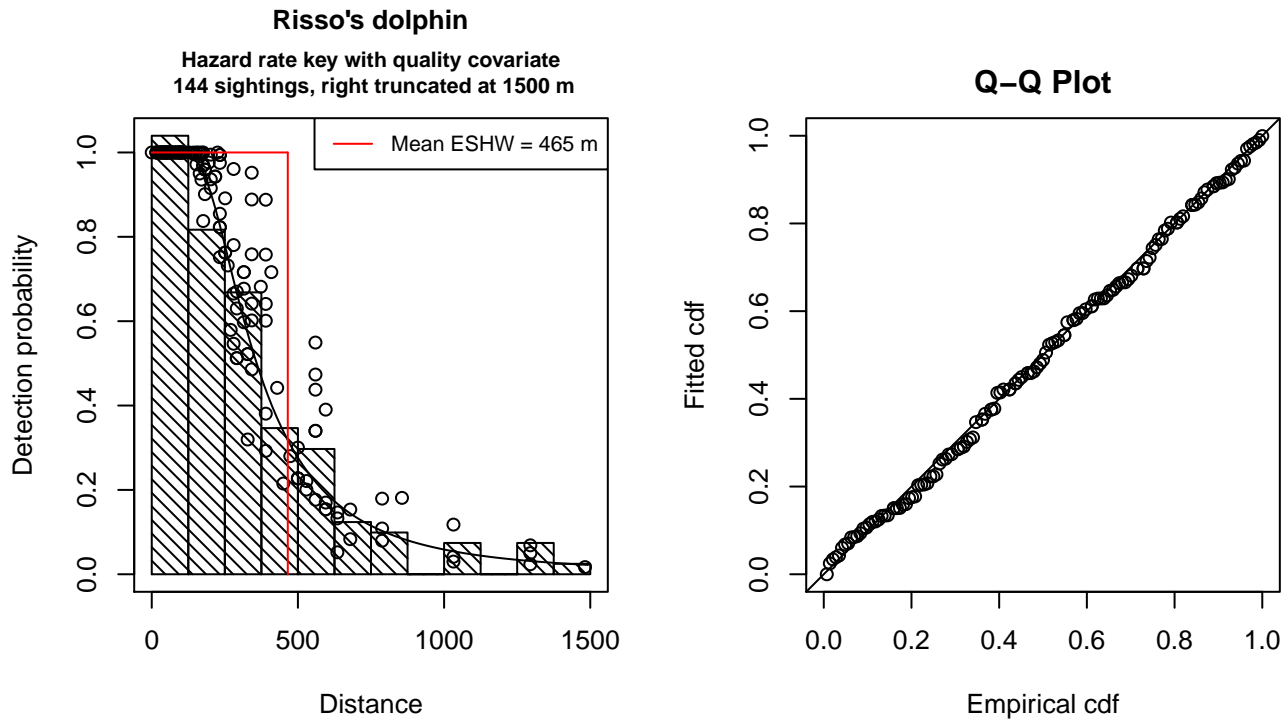 Risso's dolphin
Hazard rate key with quality covariate
144 sightings, right truncated at 1500 m
Mean ESHW = 465 m
Detection probability
0.0 0.2 0.4 0.6 0.8 1.0
0 500 1000 1500
Distance
Q−Q Plot
Fitted cdf
0.0 0.2 0.4 0.6 0.8 1.0
0.0 0.2 0.4 0.6 0.8 1.0
Empirical cdf